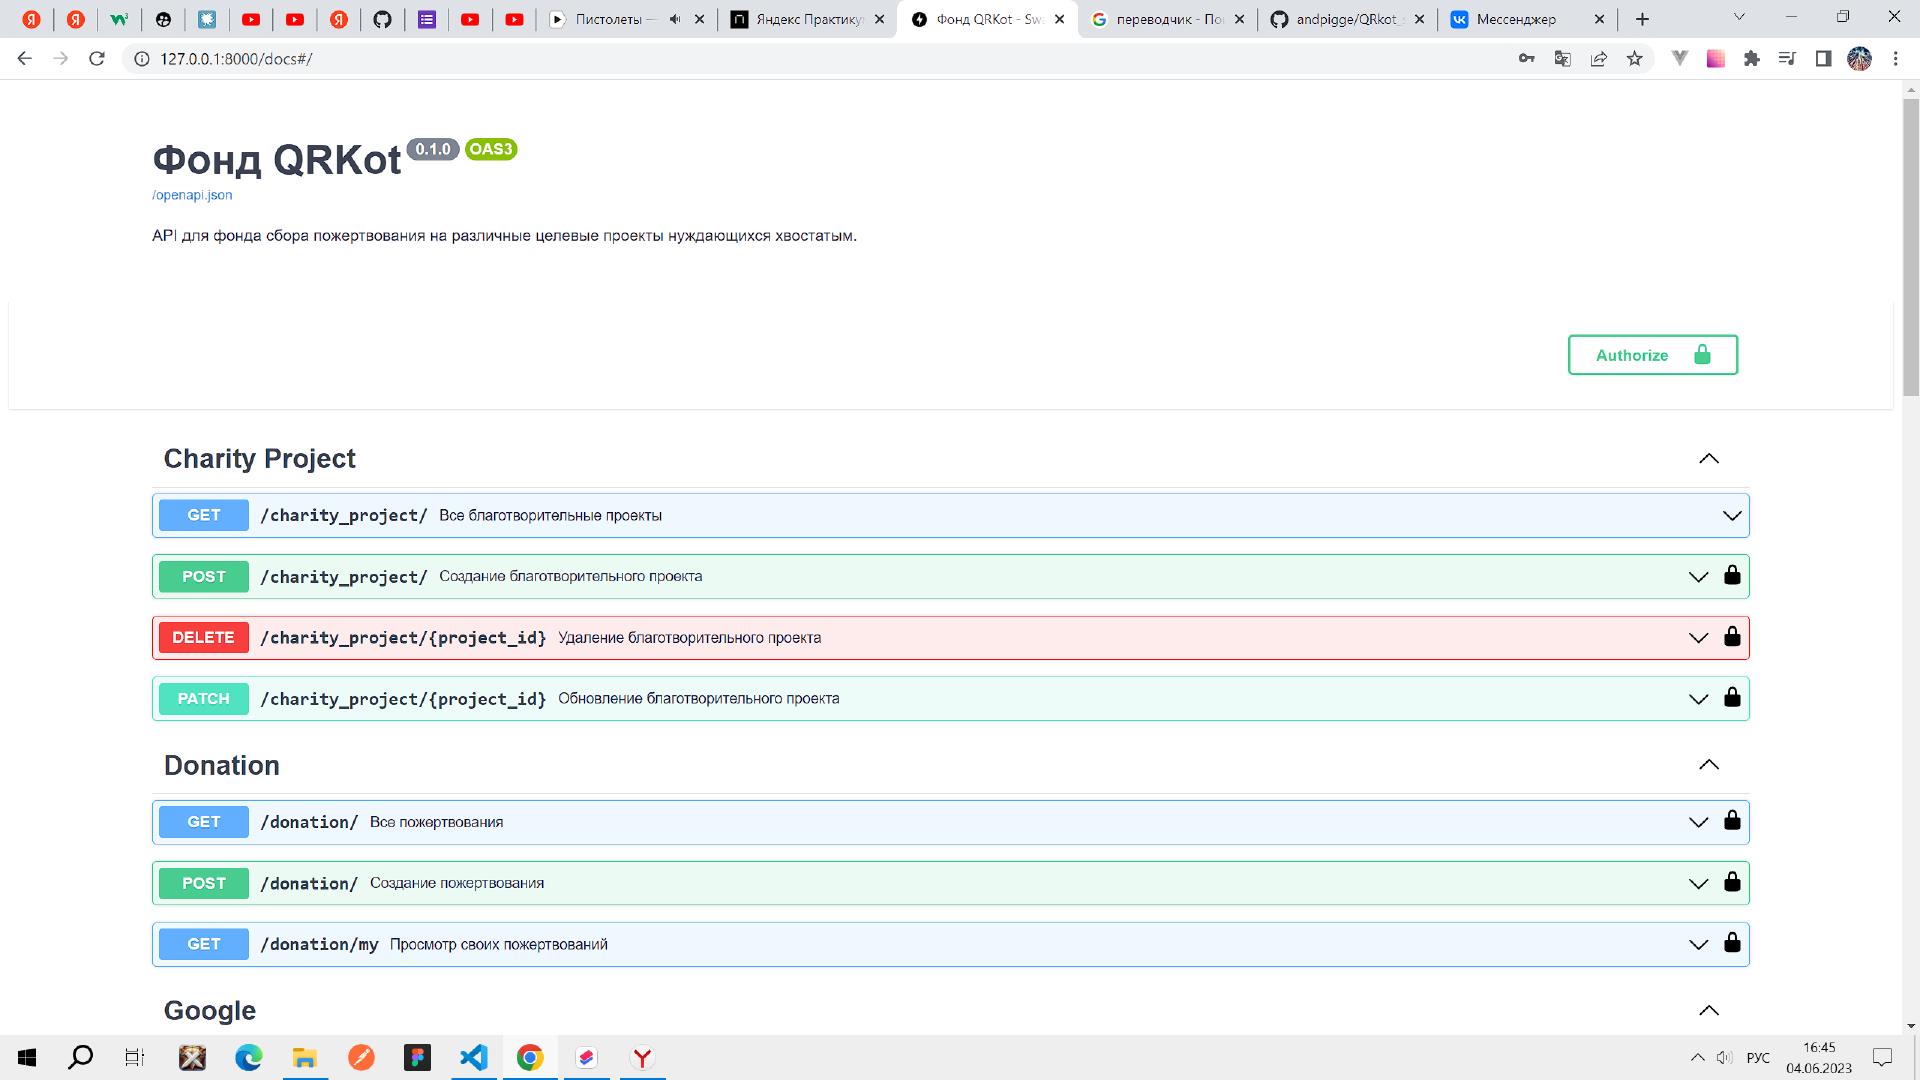 Пистолеты —
Яндекс Практику
Фонд QRKot - Sw
переводчик - По
andpigge/QRkot_s
Мессенджер
127.0.0.1:8000/docs#/
Фонд QRKot 0.1.0 OAS3
/openapi.json
API для фонда сбора пожертвования на различные целевые проекты нуждающихся хвостатым.
Authorize
Charity Project
GET /charity_project/ Все благотворительные проекты
POST /charity_project/ Создание благотворительного проекта
DELETE /charity_project/{project_id} Удаление благотворительного проекта
PATCH /charity_project/{project_id} Обновление благотворительного проекта
Donation
GET /donation/ Все пожертвования
POST /donation/ Создание пожертвования
GET /donation/my Просмотр своих пожертвований
Google
РУС
16:45
04.06.2023